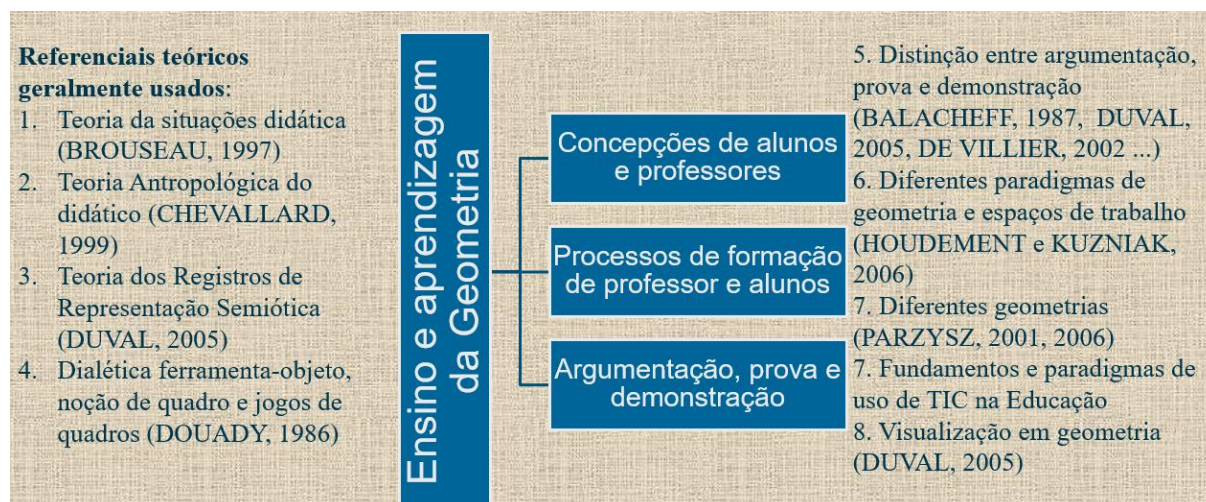 Referenciais teóricos
geralmente usados:
1. Teoria da situações didática
(BROUSEAU, 1997)
2. Teoria Antropológica do
didático (CHEVALLARD,
1999)
3. Teoria dos Registros de
Representação Semiótica
(DUVAL, 2005)
4. Dialética ferramenta-objeto,
noção de quadro e jogos de
quadros (DOUADY, 1986)
Ensino e aprendizagem
da Geometria
Concepções de alunos
e professores
Processos de formação
de professor e alunos
Argumentação, prova e
demonstração
5. Distinção entre argumentação,
prova e demonstração
(BALACHEFF, 1987, DUVAL,
2005, DE VILLIER, 2002 ...)
6. Diferentes paradigmas de
geometria e espaços de trabalho
(HOUDEMENT e KUZNIAK,
2006)
7. Diferentes geometrias
(PARZYSZ, 2001, 2006)
7. Fundamentos e paradigmas de
uso de TIC na Educação
8. Visualização em geometria
(DUVAL, 2005)